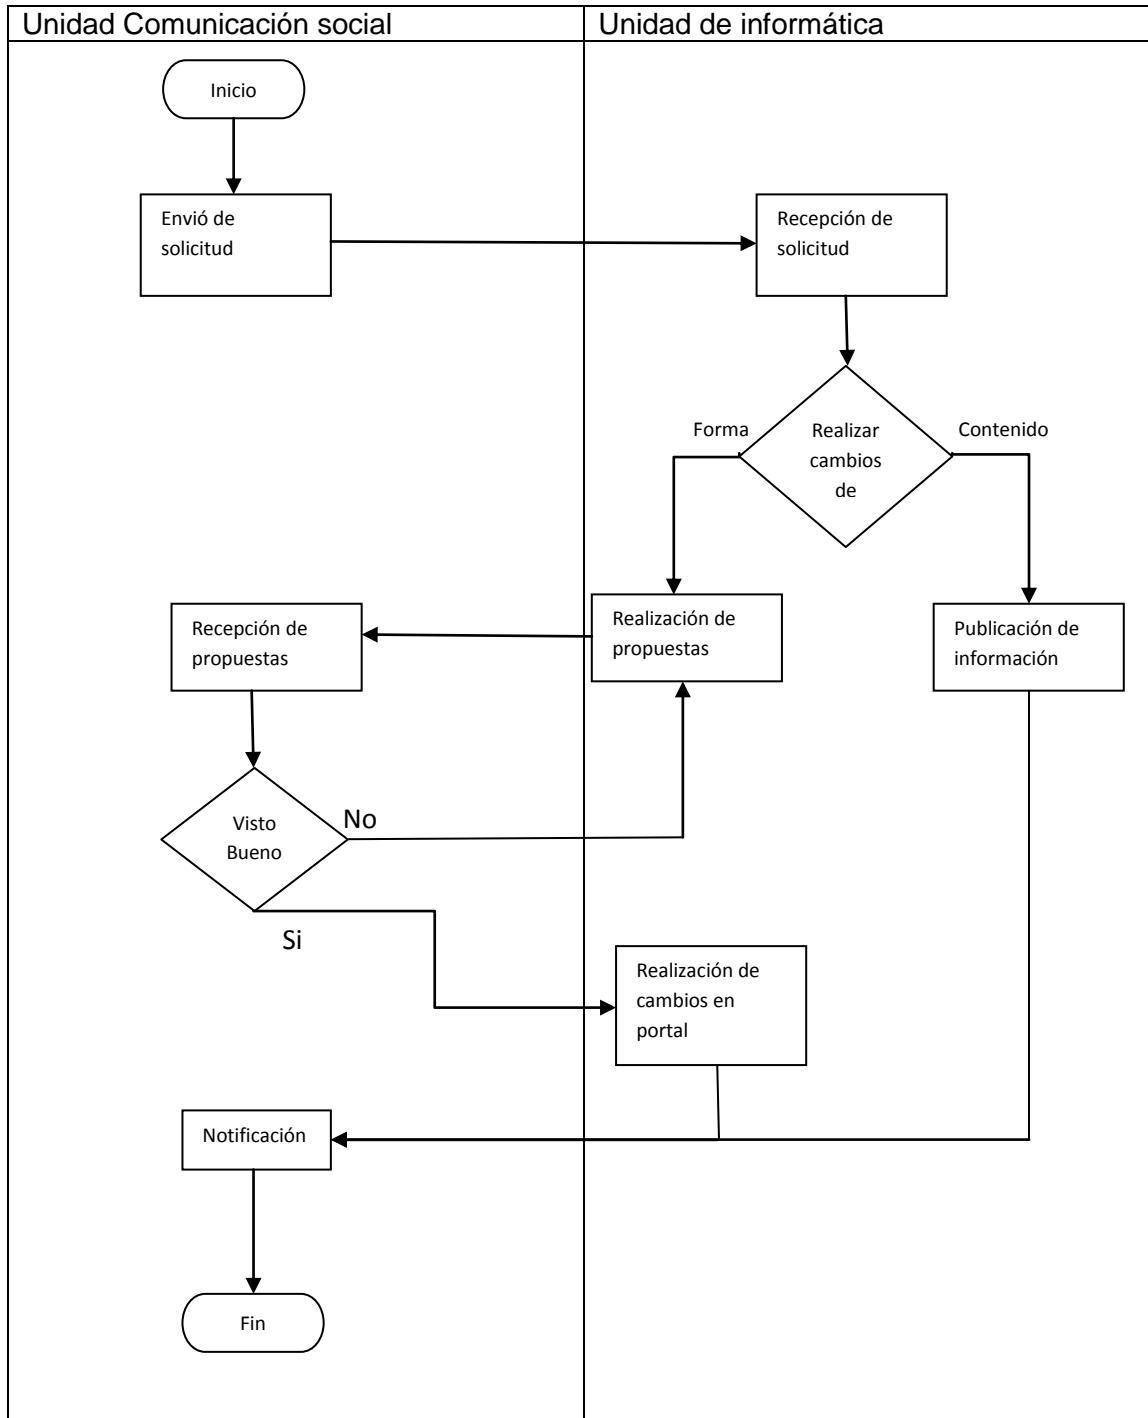 Unidad Comunicación social
Unidad de informática
Inicio
Envió de
solicitud
Recepción de
solicitud
Forma
Realizar
cambios
de
Contenido
Recepción de
propuestas
Realización de
propuestas
Publicación de
información
Visto
Bueno
No
Si
Realización de
cambios en
portal
Notificación
Fin